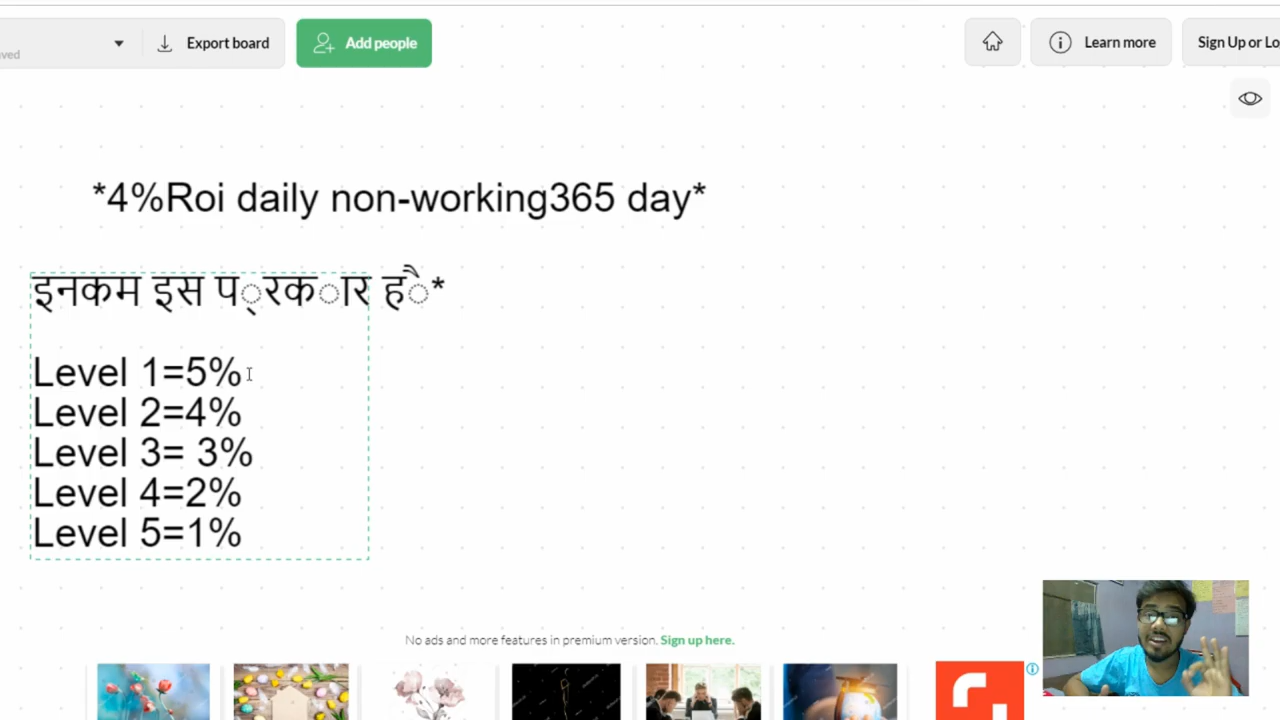 ved
Export board
Add people
Learn more
Sign Up or Lo
*4%Roi daily non-working365 day*
इनकम इस प्रकार है*
Level 1=5%
Level 2=4%
Level 3= 3%
Level 4=2%
Level 5=1%
No ads and more features in premium version. Sign up here.